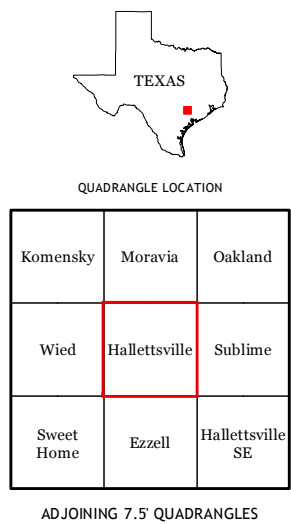 TEXAS
QUADRANGLE LOCATION
Komensky
Moravia
Oakland
Wied
Hallettsville
Sublime
Sweet
Home
Ezzell
Hallettsville
SE
ADJOINING 7.5' QUADRANGLES